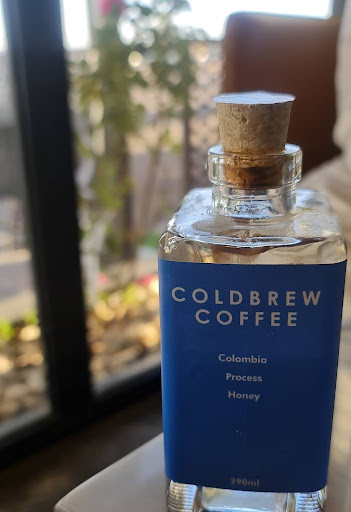 COLDBREW
COFFEE
Colombia
Process
Honey
290ml